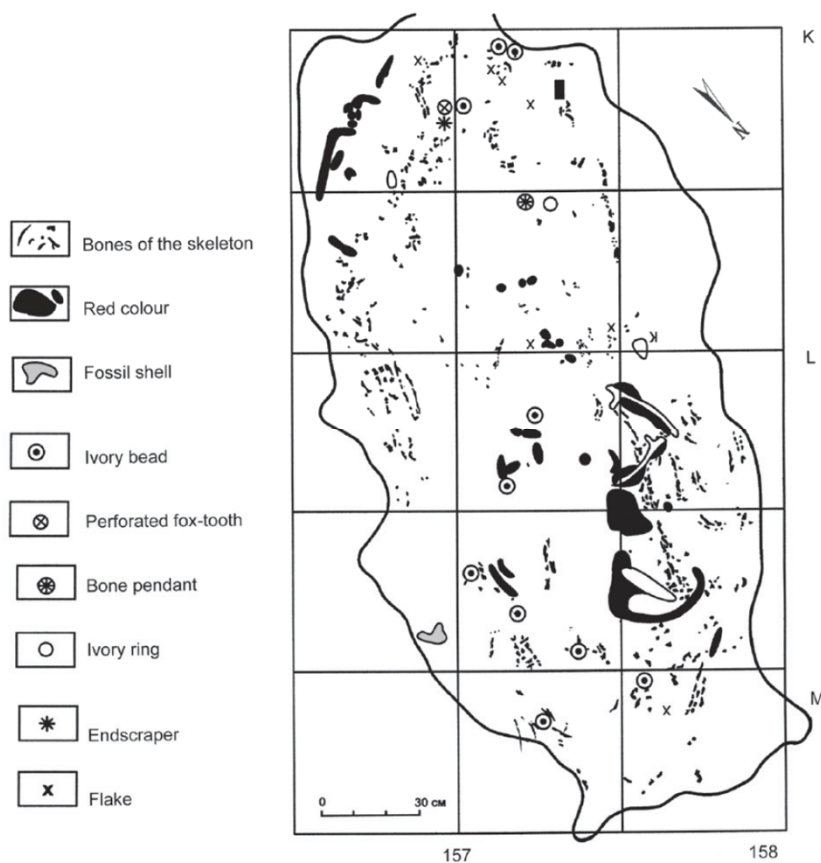 K
N
Bones of the skeleton
Red colour
Fossil shell
L
Ivory bead
Perforated fox-tooth
Bone pendant
Ivory ring
M
Endscraper
x Flake
0 30 см
157 158